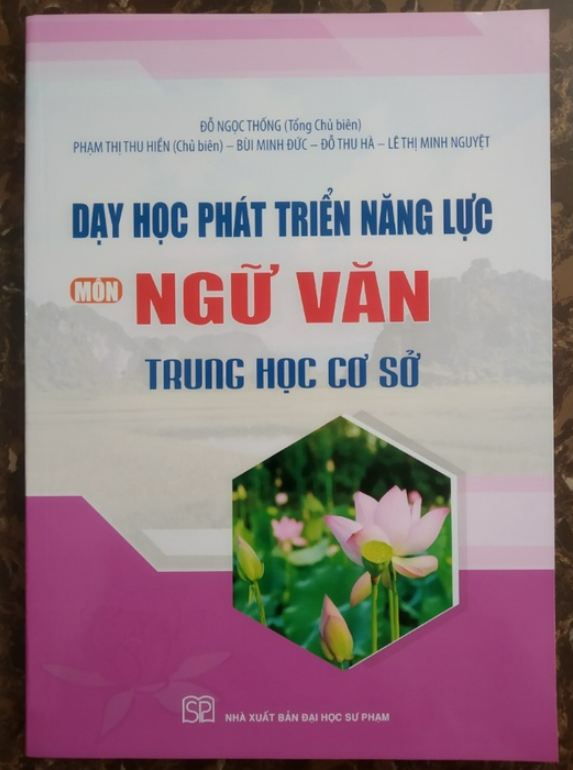 ĐỖ NGỌC THỐNG (Tổng Chủ biên)
PHẠM THỊ THU HIỀN (Chủ biên) – BÙI MINH ĐỨC – ĐỖ THU HÀ – LÊ THỊ MINH NGUYỆT
DẠY HỌC PHÁT TRIỂN NĂNG LỰC
MÔN NGỮ VĂN
TRUNG HỌC CƠ SỞ
SP NHÀ XUẤT BẢN ĐẠI HỌC SƯ PHẠM